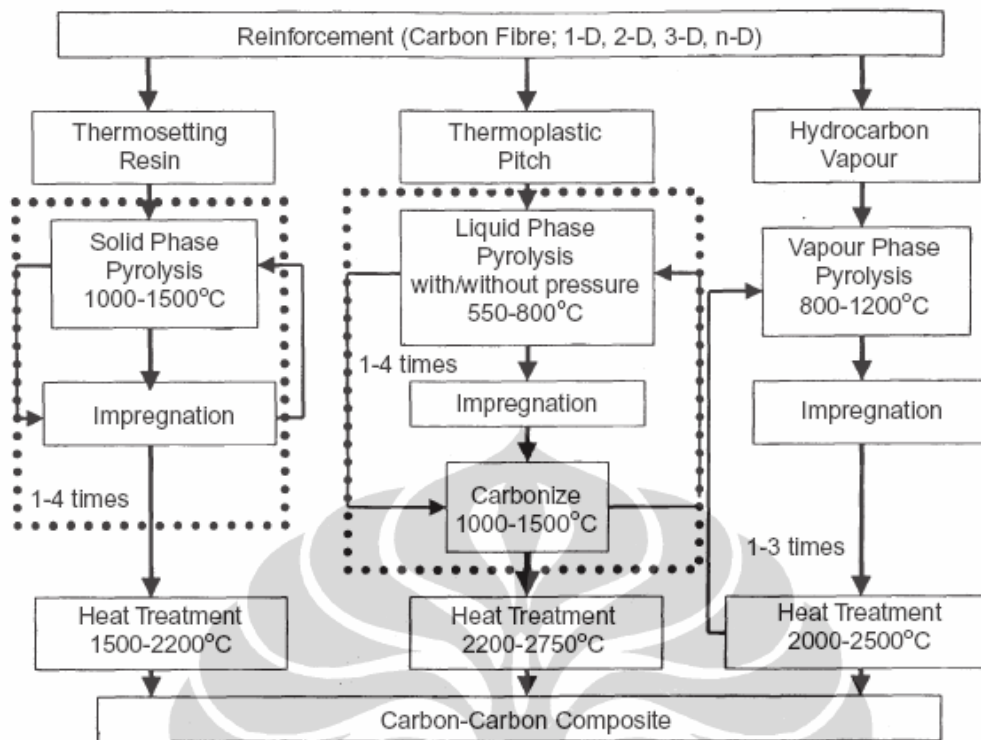 Reinforcement (Carbon Fibre; 1-D, 2-D, 3-D, n-D)
Thermosetting
Resin
Thermoplastic
Pitch
Hydrocarbon
Vapour
Solid Phase
Pyrolysis
1000-1500°C
Liquid Phase
Pyrolysis
with/without pressure
550-800°C
Vapour Phase
Pyrolysis
800-1200°C
1-4 times
Impregnation
Impregnation
Impregnation
1-4 times
Carbonize
1000-1500°C
1-3 times
Heat Treatment
1500-2200°C
Heat Treatment
2200-2750°C
Heat Treatment
2000-2500°C
Carbon-Carbon Composite